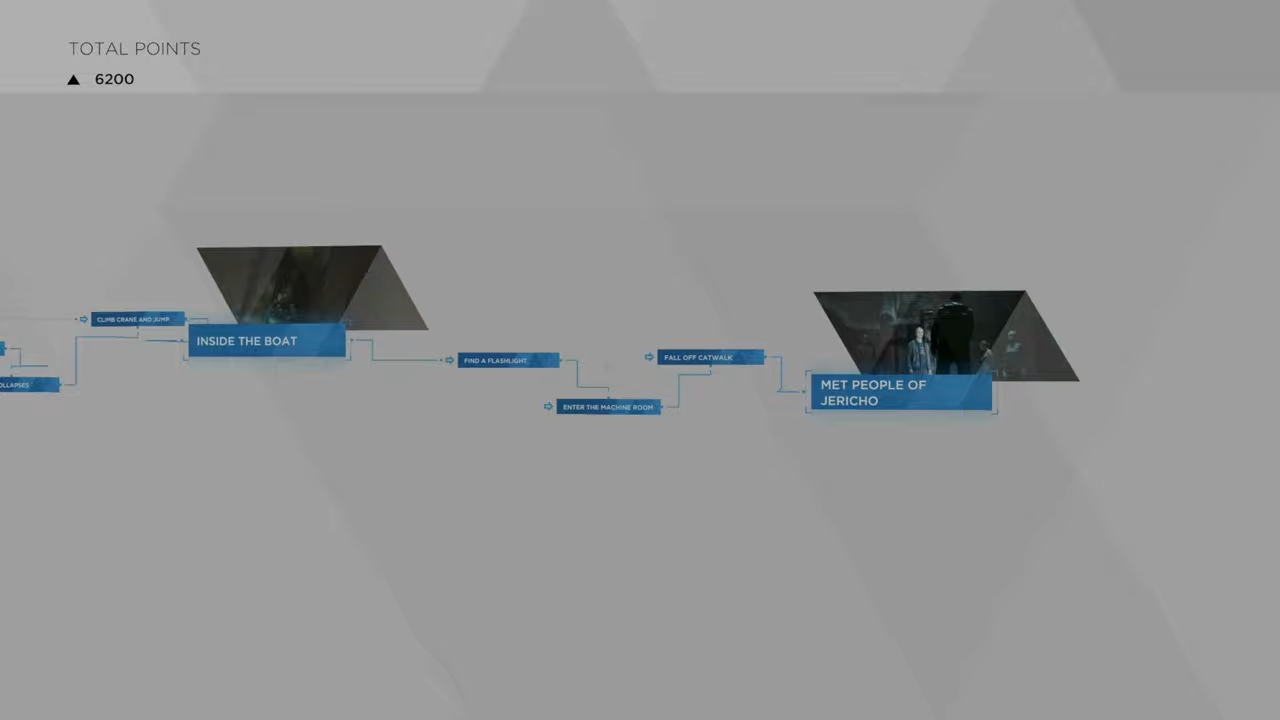 TOTAL POINTS
6200
CLIMB CRANE AND JUMP
INSIDE THE BOAT
OLLAPSES
FIND A FLASHLIGHT
ENTER THE MACHINE ROOM
FALL OFF CATWALK
MET PEOPLE OF
JERICHO